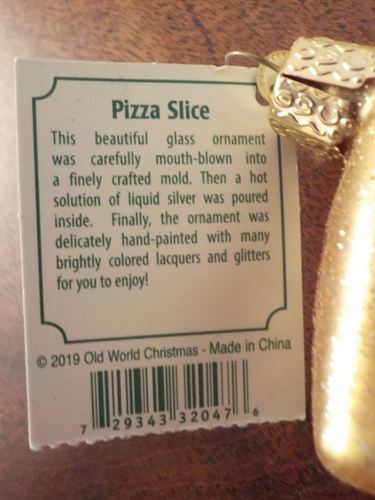 Pizza Slice
This beautiful glass ornament
was carefully mouth-blown into
a finely crafted mold. Then a hot
solution of liquid silver was poured
inside. Finally, the ornament was
delicately hand-painted with many
brightly colored lacquers and glitters
for you to enjoy!
© 2019 Old World Christmas - Made in China
7 29343 32047 6